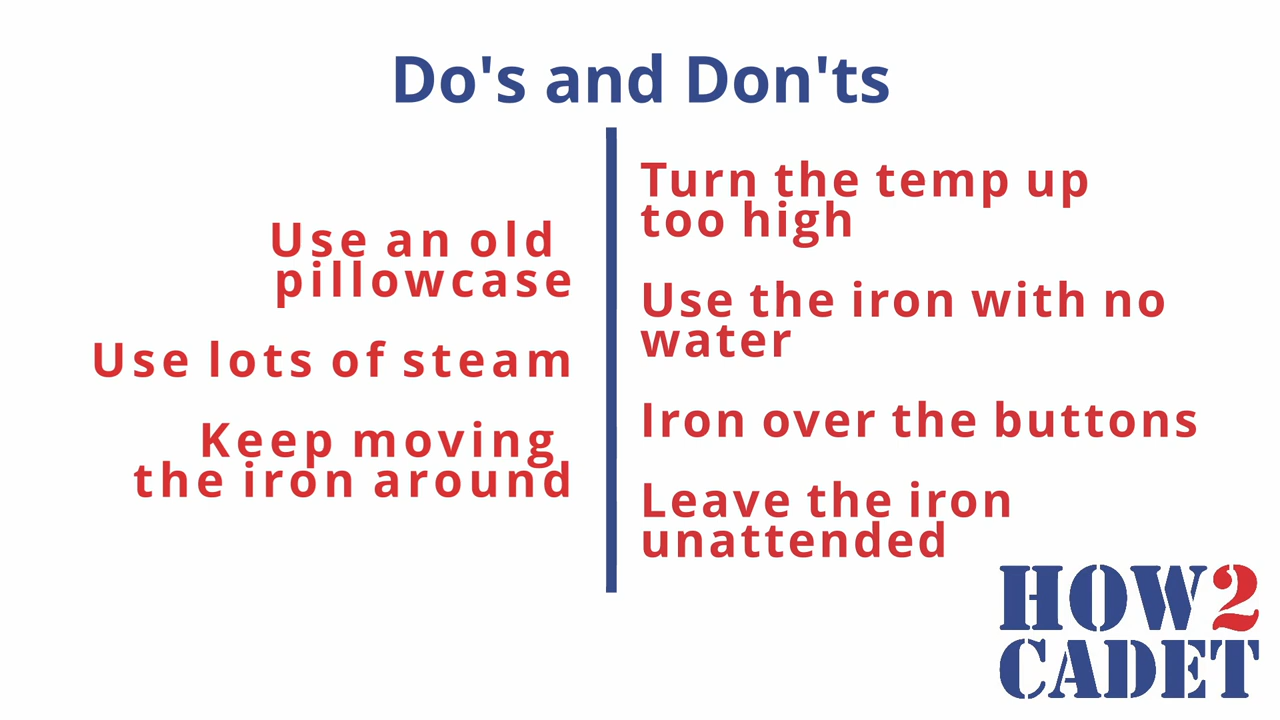 Do's and Don'ts
Use an old
pillowcase
Use lots of steam
Keep moving
the iron around
Turn the temp up
too high
Use the iron with no
water
Iron over the buttons
Leave the iron
unattended
HOW2
CADET